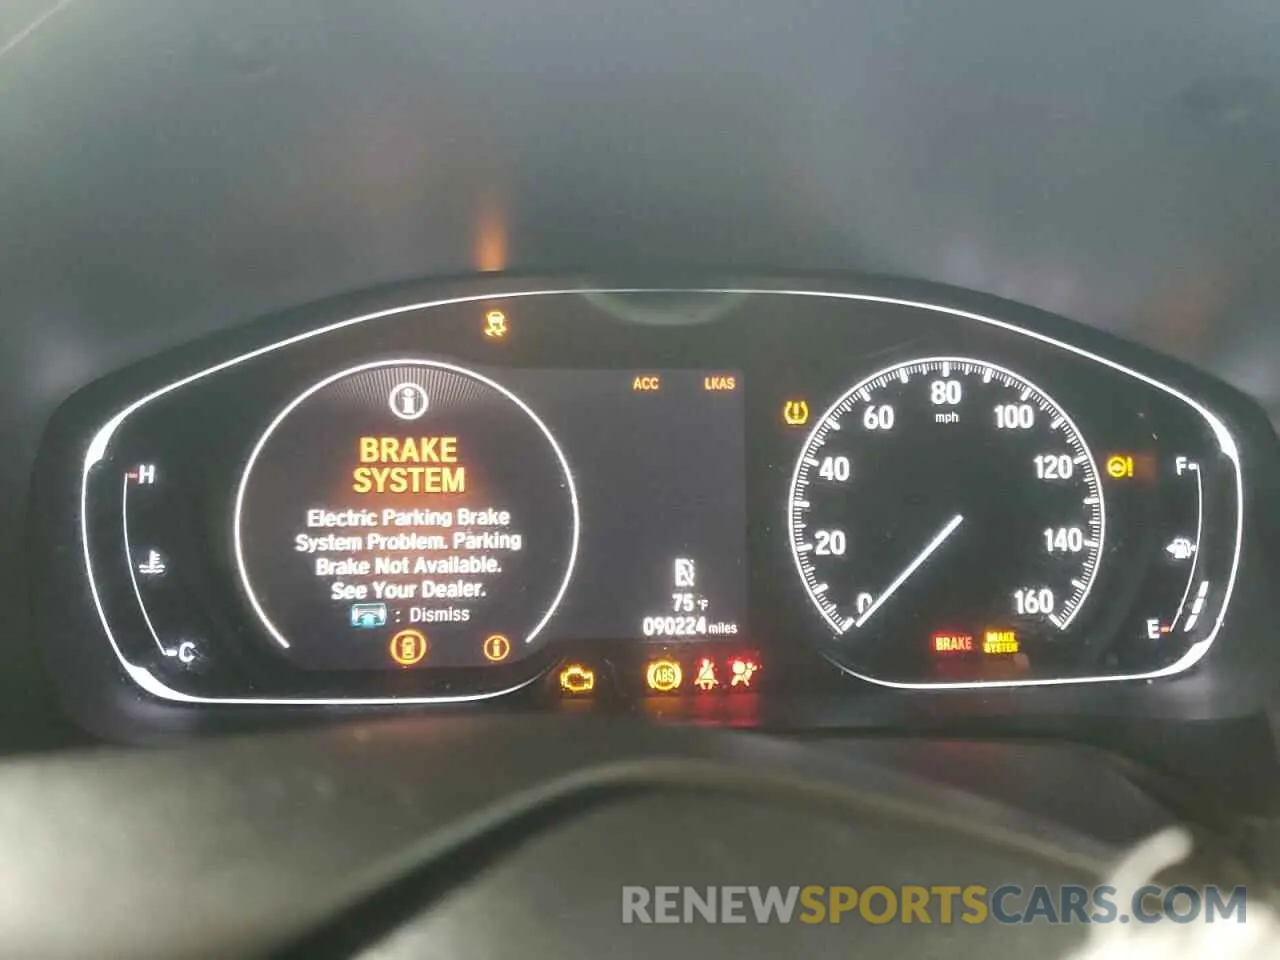 ACC LKAS
BRAKE
SYSTEM
Electric Parking Brake
System Problem. Parking
Brake Not Available.
See Your Dealer.
: Dismiss
H
C
75 °F
090224 miles
ABS
0
20
40
60
80
100
120
140
160
mph
BRAKE
BRAKE
SYSTEM
F
E
RENEWSPORTSCARS.COM